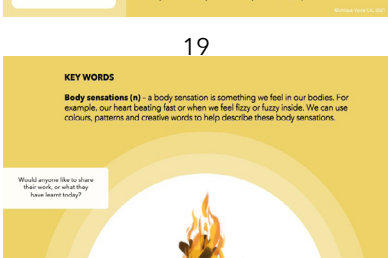 19
KEY WORDS
Body sensations (n) – a body sensation is something we feel in our bodies. For
example, our heart beating fast or when we feel fizzy or fuzzy inside. We can use
colours, patterns and creative words to help describe these body sensations.
Would anyone like to share
their work, or what they
have learnt today?